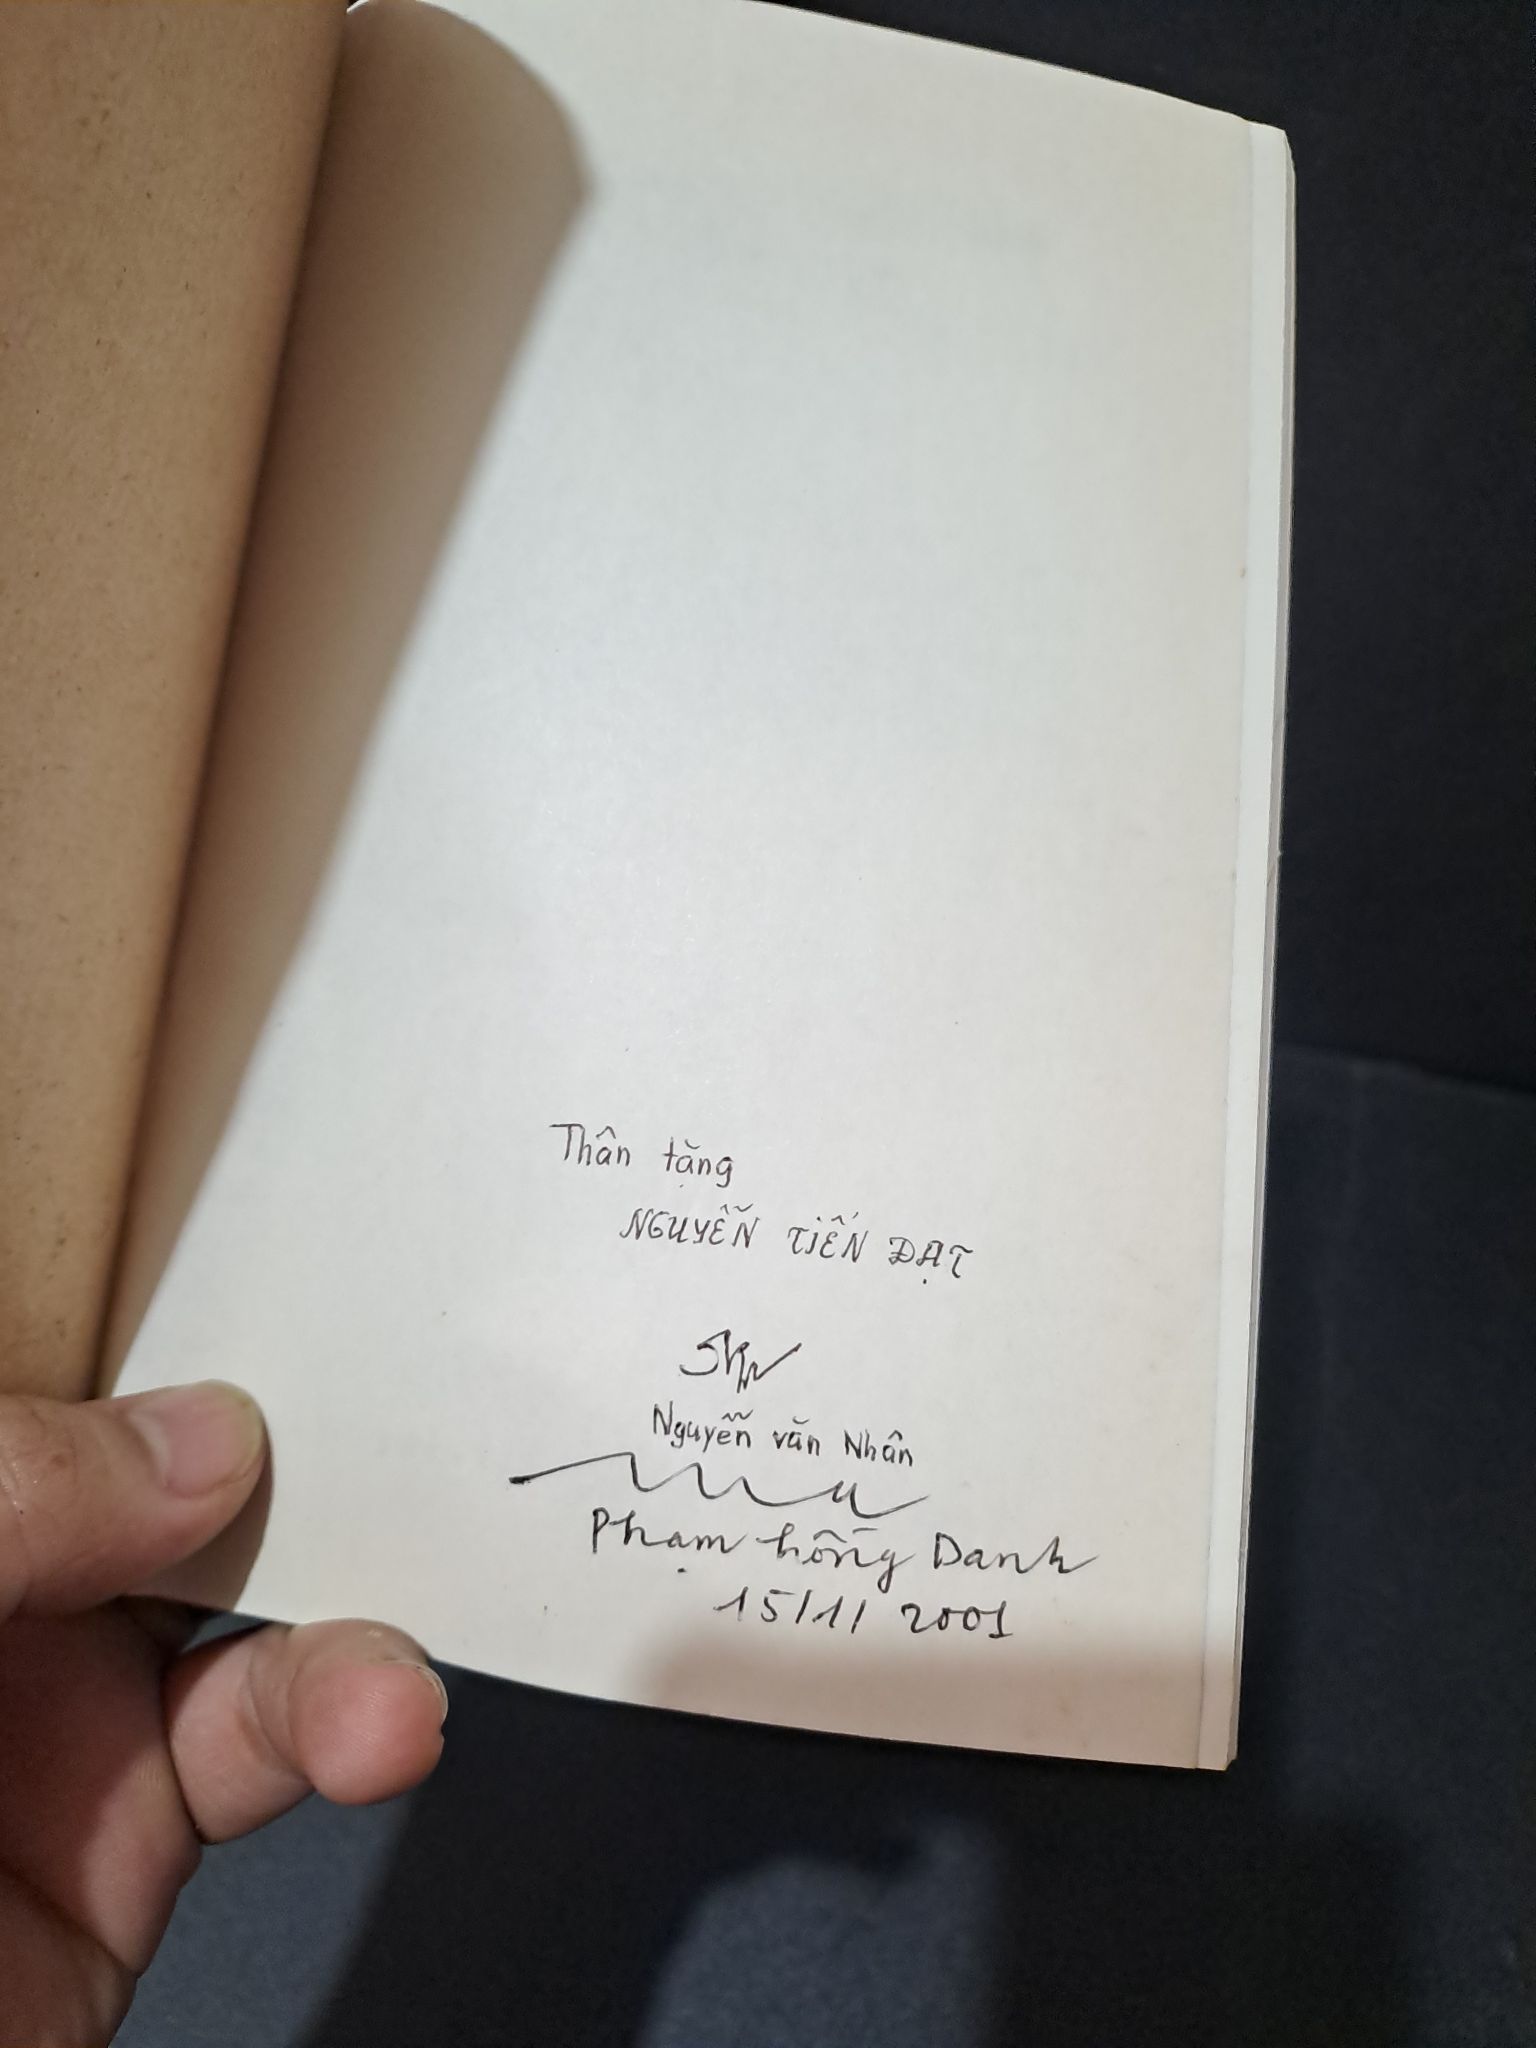 Thân tặng
NGUYỄN TIẾN ĐẠT
Nguyễn văn Nhân
Phạm hồng Danh
15/11/2001